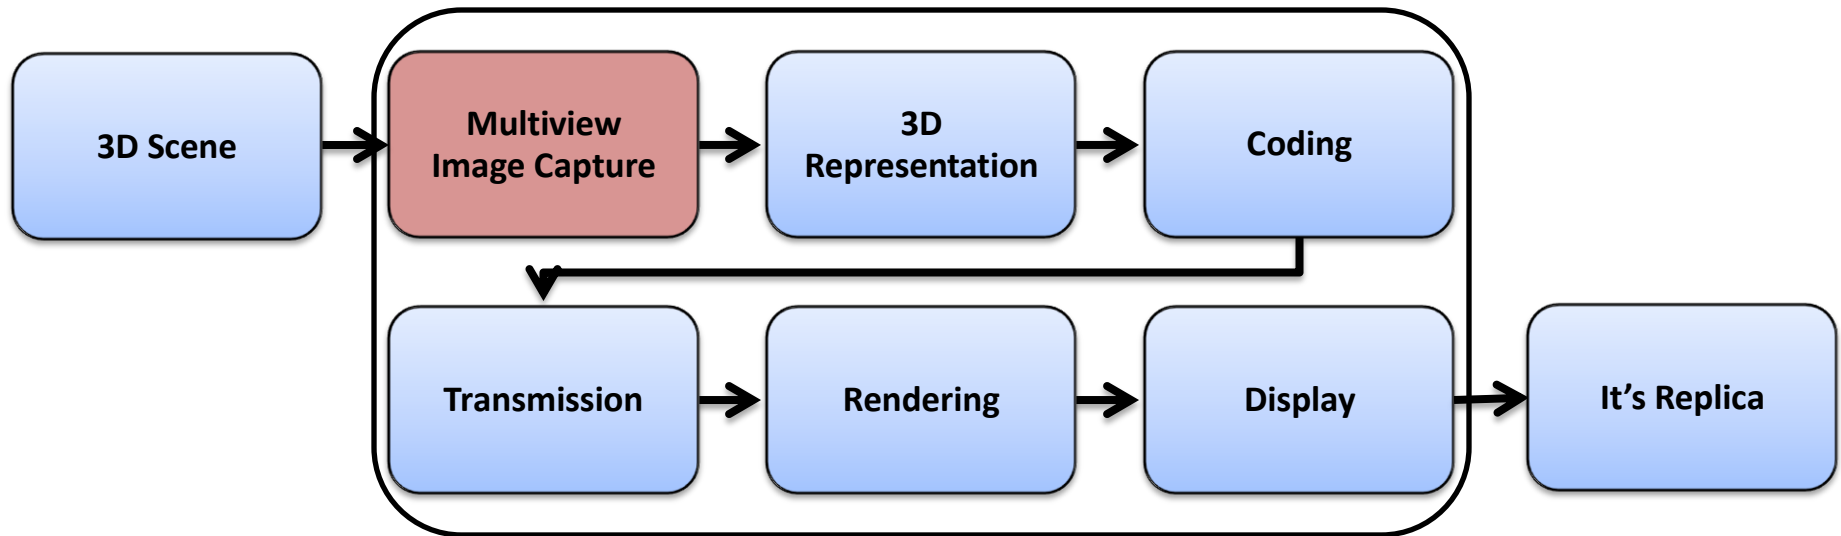 3D Scene
Multiview
Image Capture
3D
Representation
Coding
Transmission
Rendering
Display
It’s Replica